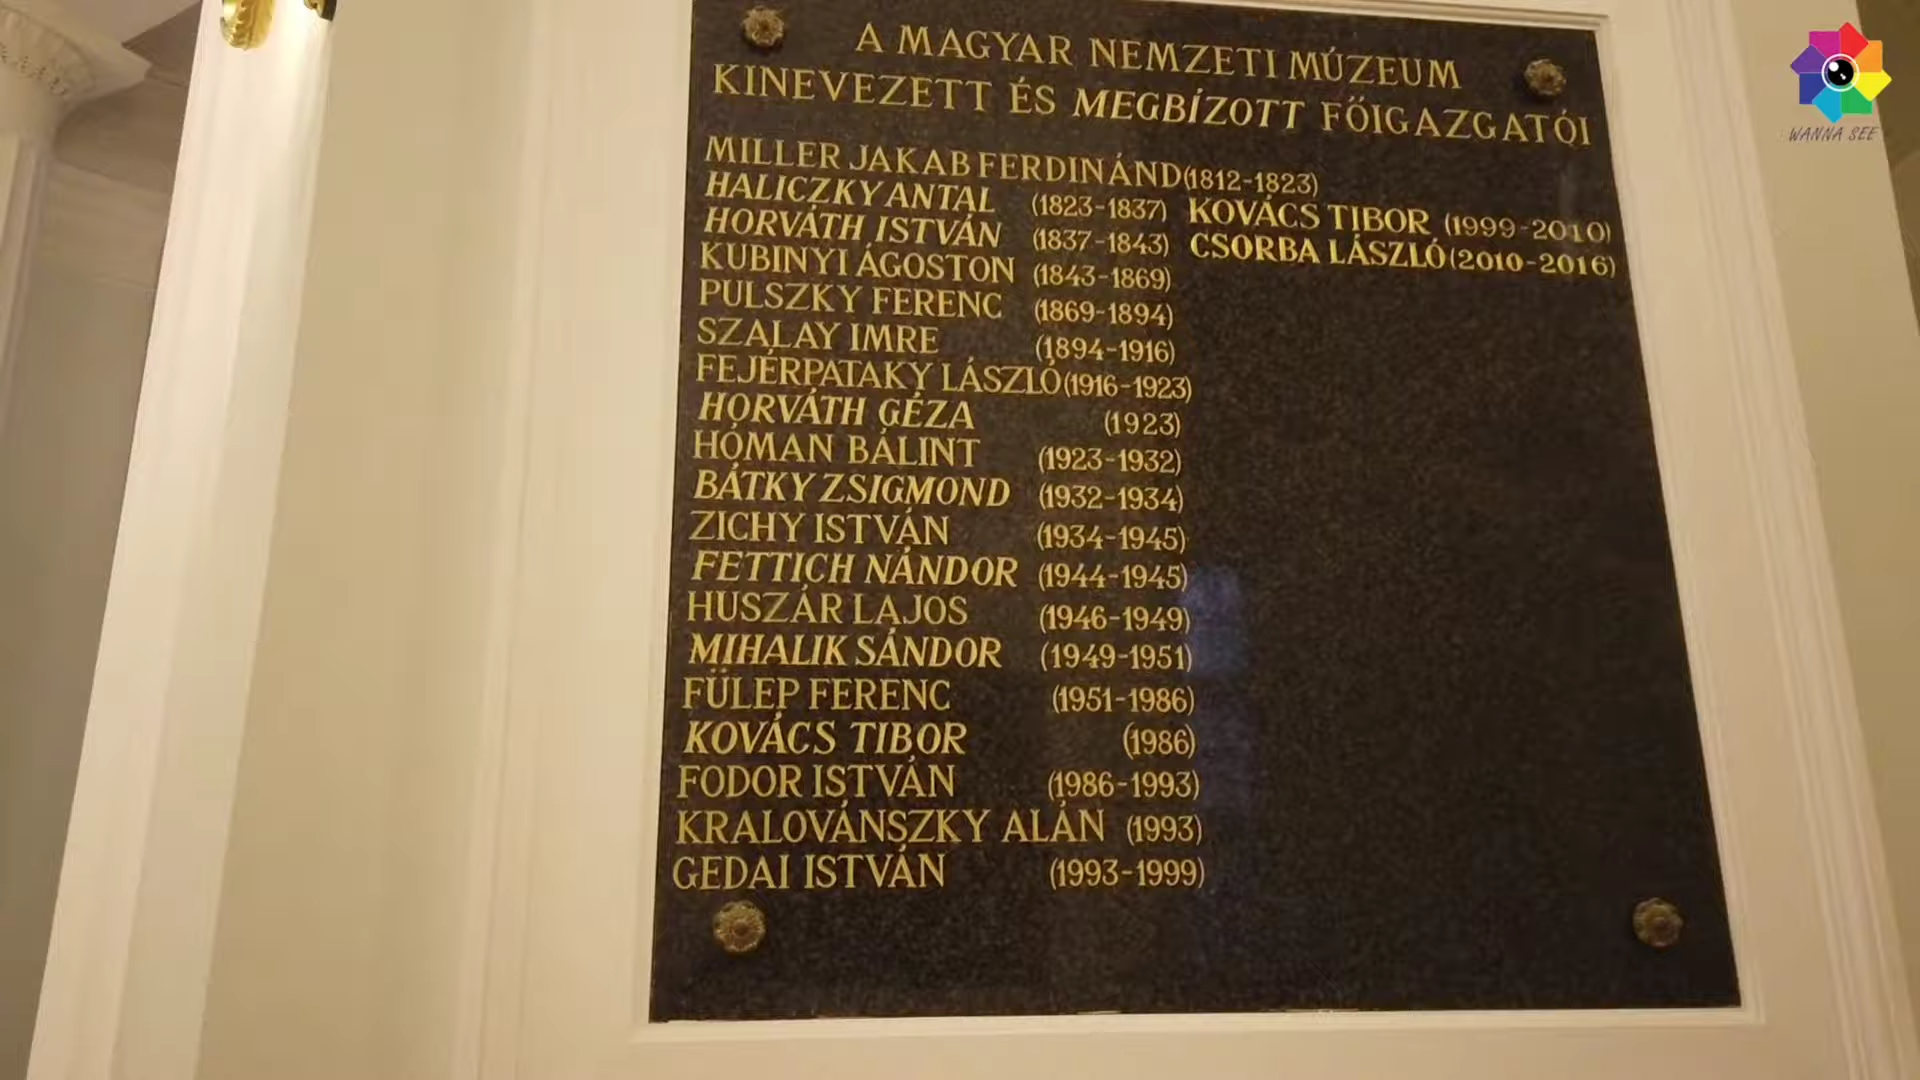 A MAGYAR NEMZETI MÚZEUM
KINEVEZETT ÉS MEGBÍZOTT FŐIGAZGATÓI
MILLER JAKAB FERDINÁND (1812-1823)
HALICZKY ANTAL (1823-1837)
HORVÁTH ISTVÁN (1837-1843)
KUBINYI ÁGOSTON (1843-1869)
PULSZKY FERENC (1869-1894)
SZALAY IMRE (1894-1916)
FEJÉRPATAKY LÁSZLÓ (1916-1923)
HORVÁTH GÉZA (1923)
HÓMAN BÁLINT (1923-1932)
BÁTKY ZSIGMOND (1932-1934)
ZICHY ISTVÁN (1934-1945)
FETTICH NÁNDOR (1944-1945)
HUSZÁR LAJOS (1946-1949)
MIHALIK SÁNDOR (1949-1951)
FÜLEP FERENC (1951-1986)
KOVÁCS TIBOR (1986)
FODOR ISTVÁN (1986-1993)
KRALOVÁNSZKY ALÁN (1993)
GEDAI ISTVÁN (1993-1999)
KOVÁCS TIBOR (1999-2010)
CSORBA LÁSZLÓ (2010-2016)
WANNA SEE